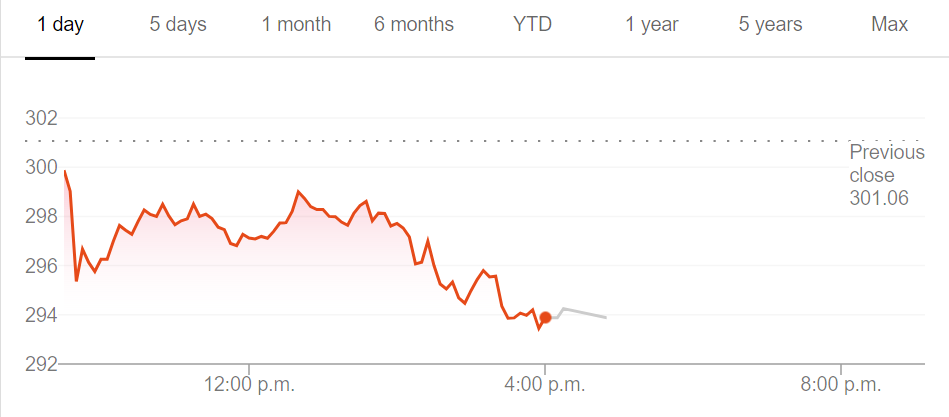 1 day 5 days 1 month 6 months YTD 1 year 5 years Max
302
Previous
close
301.06
300
298
296
294
292
12:00 p.m. 4:00 p.m. 8:00 p.m.